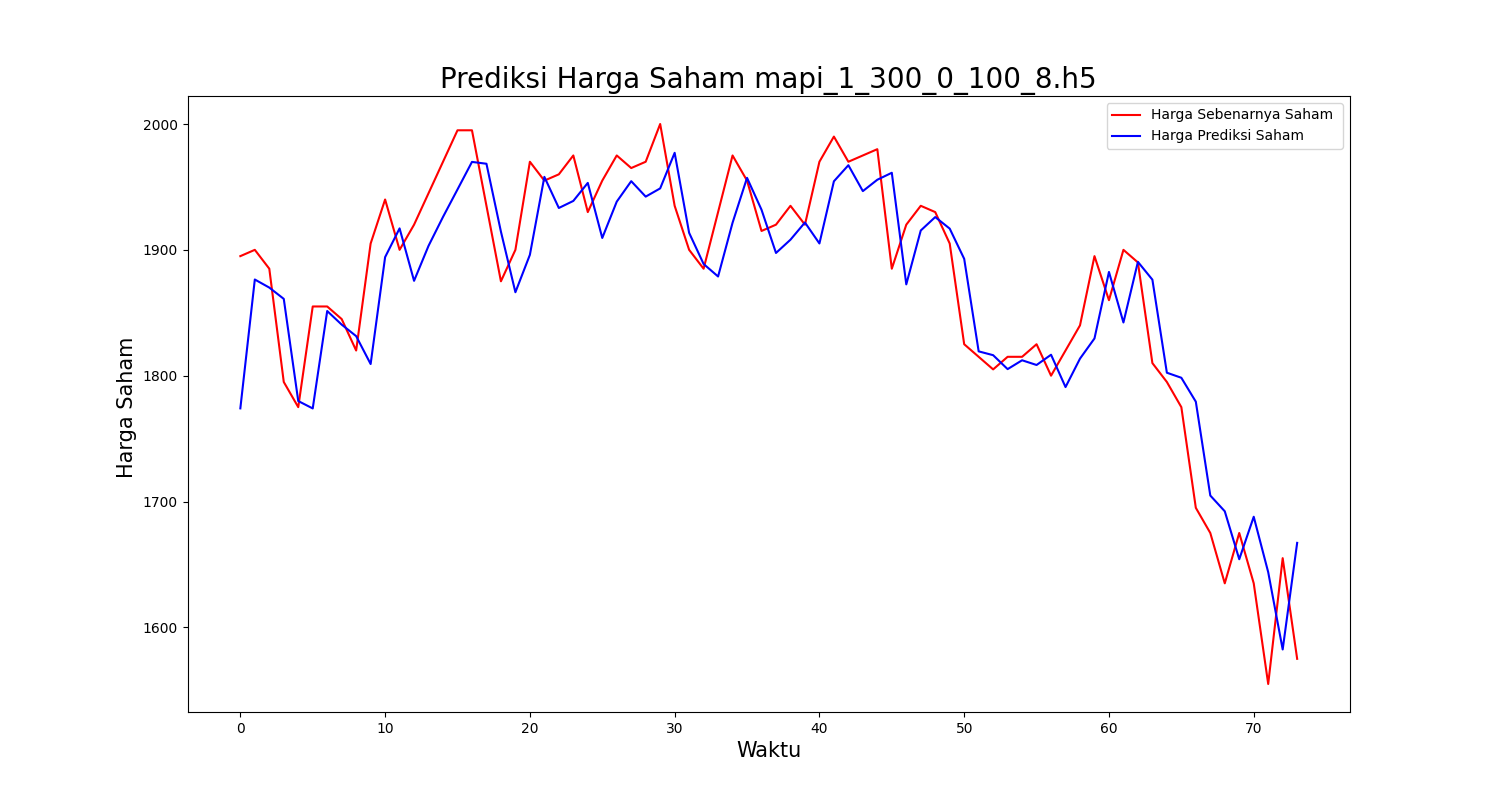 Prediksi Harga Saham mapi_1_300_0_100_8.h5
Harga Sebenarnya Saham
Harga Prediksi Saham
2000
1900
1800
1700
1600
Harga Saham
0 10 20 30 40 50 60 70
Waktu